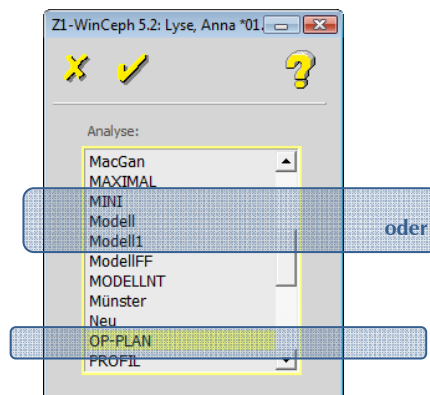 Z1-WinCeph 5.2: Lyse, Anna *01.
Analyse:
MacGan
MAXIMAL
MINI
Modell
oder
Modell1
ModellFF
MODELLNT
Münster
Neu
OP-PLAN
PROFIL